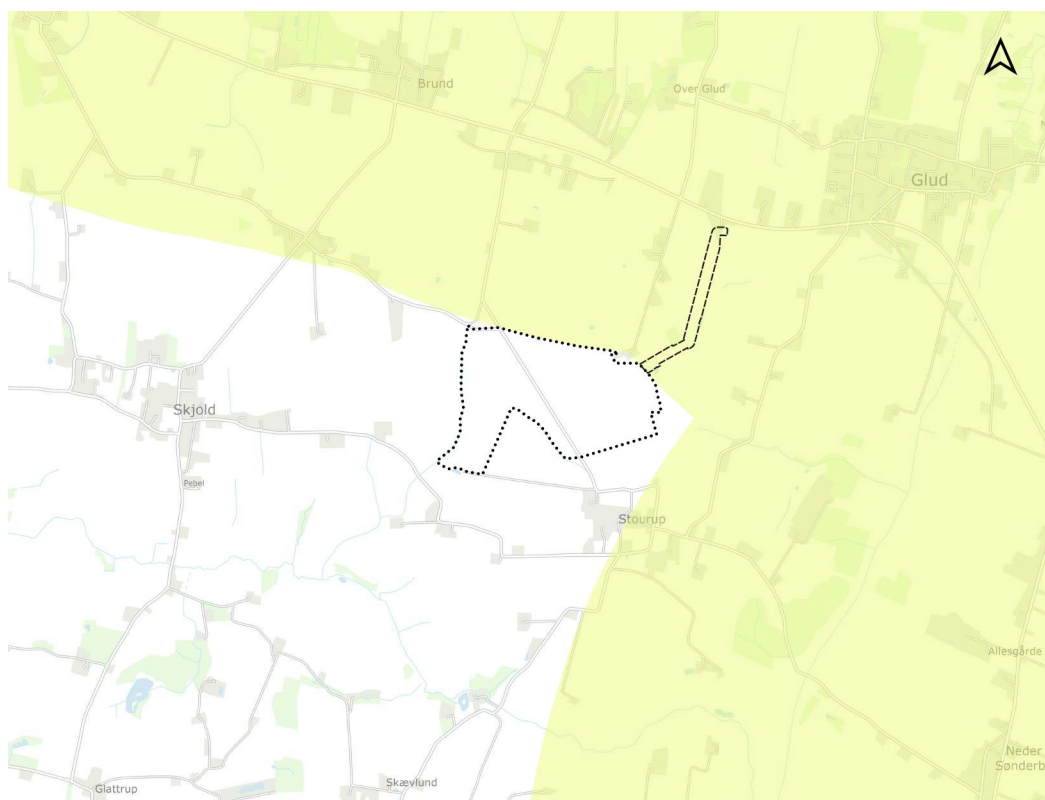 Brund
Over Glud
Glud
Skjold
Pebel
Stourup
Allesgårde
Skævlund
Neder
Sønderb
Glattrup